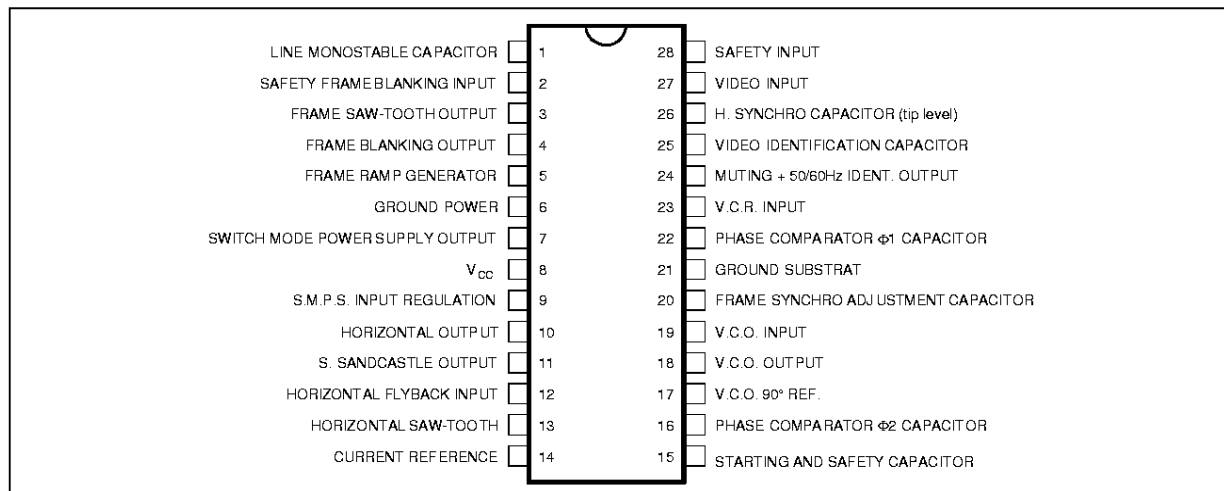 LINE MONOSTABLE CAPACITOR 1 28 SAFETY INPUT
SAFETY FRAME BLANKING INPUT 2 27 VIDEO INPUT
FRAME SAW-TOOTH OUTPUT 3 26 H. SYNCHRO CAPACITOR (tip level)
FRAME BLANKING OUTPUT 4 25 VIDEO IDENTIFICATION CAPACITOR
FRAME RAMP GENERATOR 5 24 MUTING + 50/60Hz IDENT. OUTPUT
GROUND POWER 6 23 V.C.R. INPUT
SWITCH MODE POWER SUPPLY OUTPUT 7 22 PHASE COMPARATOR Φ1 CAPACITOR
VCC 8 21 GROUND SUBSTRAT
S.M.P.S. INPUT REGULATION 9 20 FRAME SYNCHRO ADJUSTMENT CAPACITOR
HORIZONTAL OUTPUT 10 19 V.C.O. INPUT
S. SANDCASTLE OUTPUT 11 18 V.C.O. OUTPUT
HORIZONTAL FLYBACK INPUT 12 17 V.C.O. 90° REF.
HORIZONTAL SAW-TOOTH 13 16 PHASE COMPARATOR Φ2 CAPACITOR
CURRENT REFERENCE 14 15 STARTING AND SAFETY CAPACITOR